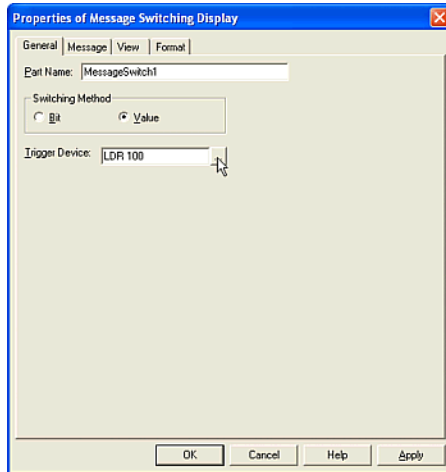 Properties of Message Switching Display
General Message View Format
Part Name: MessageSwitch1
Switching Method
Bit Value
Trigger Device: LDR 100
OK Cancel Help Apply